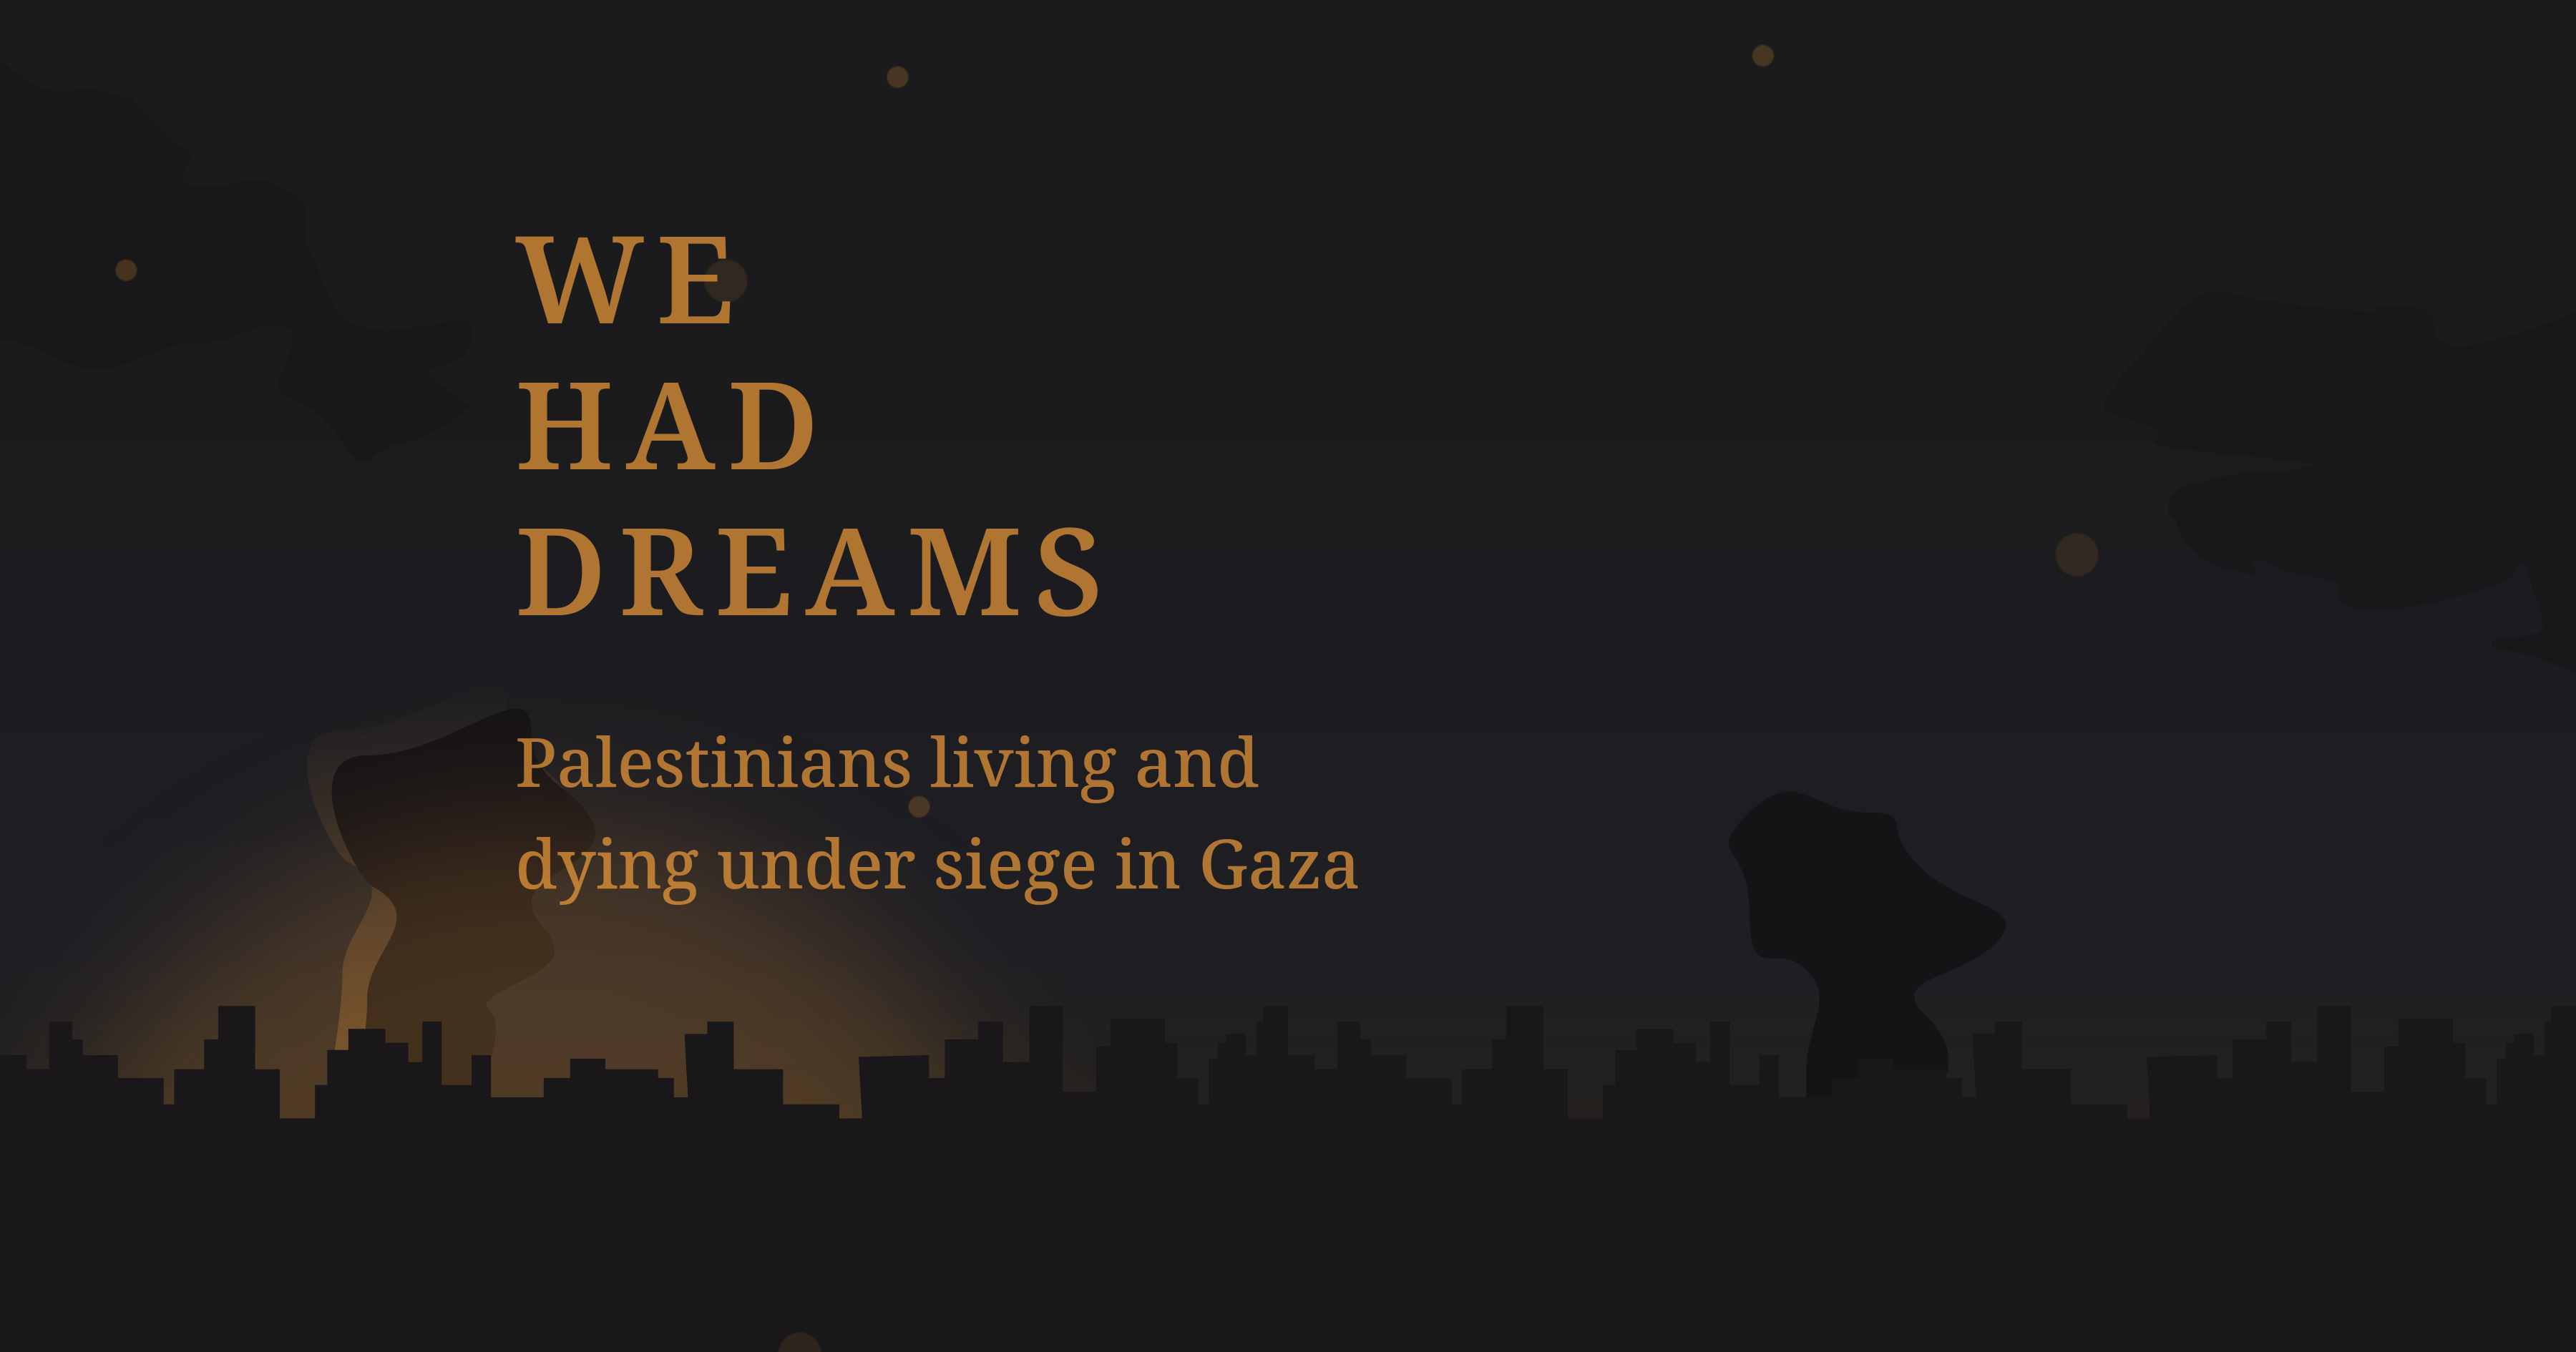 WE
HAD
DREAMS
Palestinians living and
dying under siege in Gaza